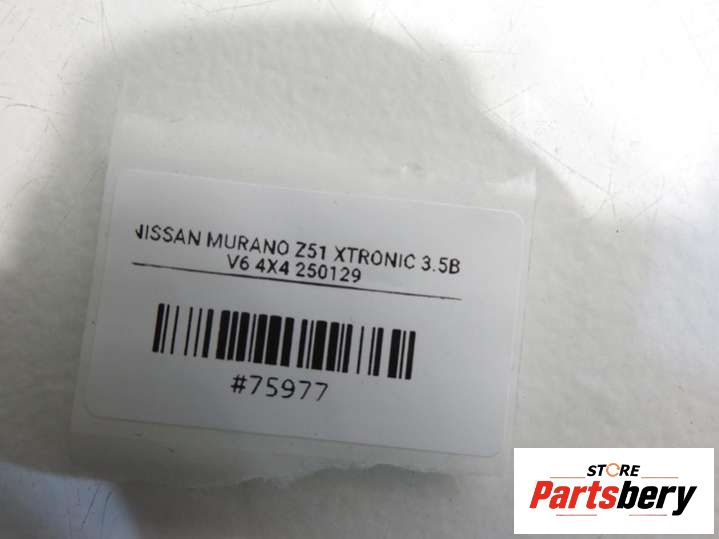 NISSAN MURANO Z51 XTRONIC 3.5B
V6 4X4 250129
#75977
STORE
Partsbery